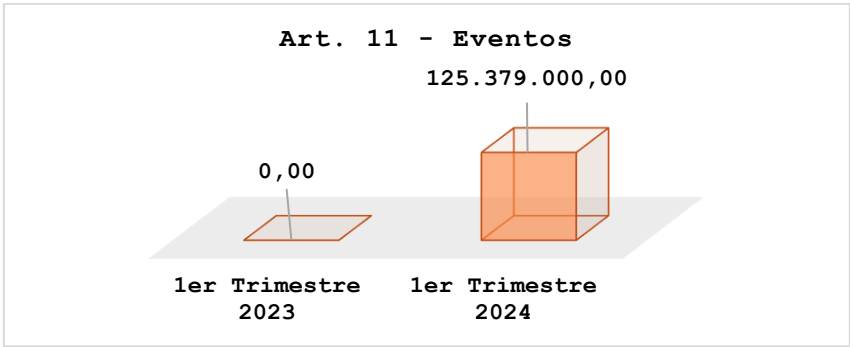 Art. 11 - Eventos
125.379.000,00
0,00
1er Trimestre 2023
1er Trimestre 2024